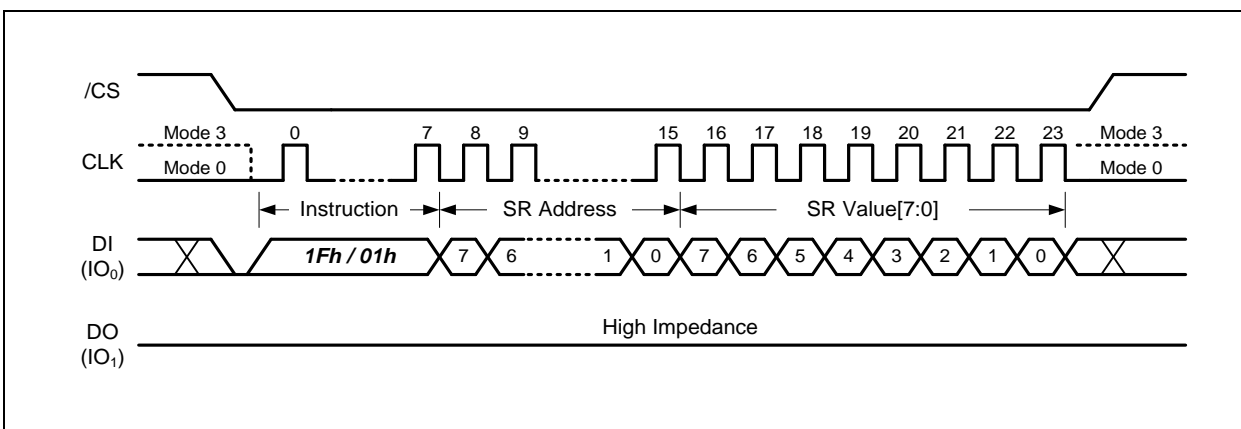 /CS
Mode 3 0 7 8 9 15 16 17 18 19 20 21 22 23 Mode 3
CLK
Mode 0 Mode 0
Instruction SR Address SR Value[7:0]
DI
(IO₀)
1Fh / 01h 7 6 1 0 7 6 5 4 3 2 1 0
High Impedance
DO
(IO₁)